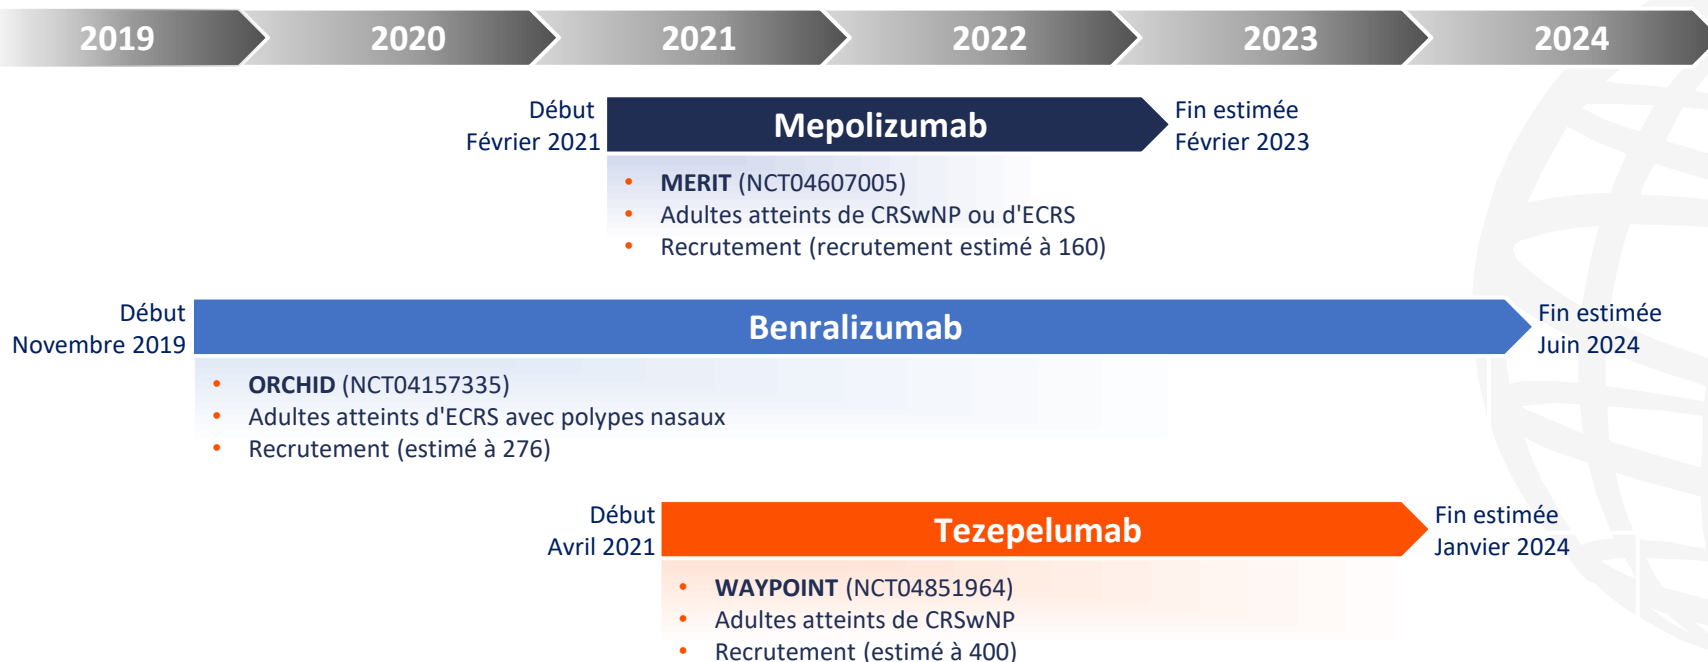 2019 2020 2021 2022 2023 2024
Début
Février 2021
Mepolizumab
Fin estimée
Février 2023
• MERIT (NCT04607005)
• Adultes atteints de CRSwNP ou d'ECRS
• Recrutement (recrutement estimé à 160)
Début
Novembre 2019
Benralizumab
Fin estimée
Juin 2024
• ORCHID (NCT04157335)
• Adultes atteints d'ECRS avec polypes nasaux
• Recrutement (estimé à 276)
Début
Avril 2021
Tezepelumab
Fin estimée
Janvier 2024
• WAYPOINT (NCT04851964)
• Adultes atteints de CRSwNP
• Recrutement (estimé à 400)